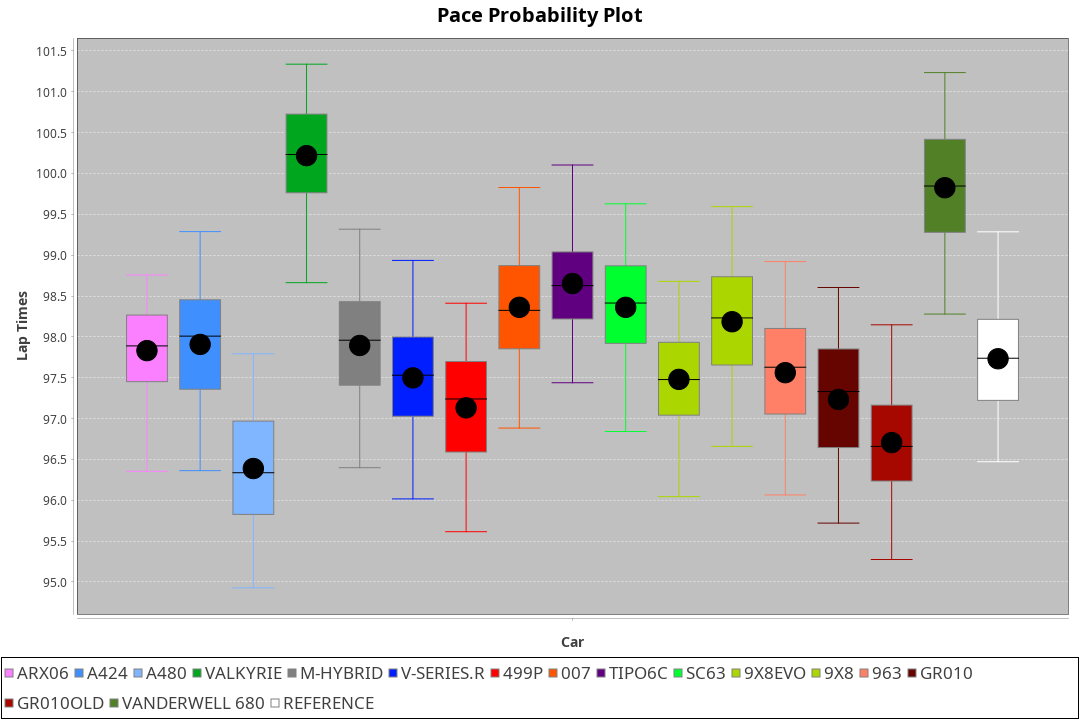 Pace Probability Plot
101.5
101.0
100.5
100.0
99.5
99.0
98.5
98.0
97.5
97.0
96.5
96.0
95.5
95.0
Lap Times
Car
ARX06 A424 A480 VALKYRIE M-HYBRID V-SERIES.R 499P 007 TIPO6C SC63 9X8EVO 9X8 963 GR010
GR010OLD VANDERWELL 680 REFERENCE